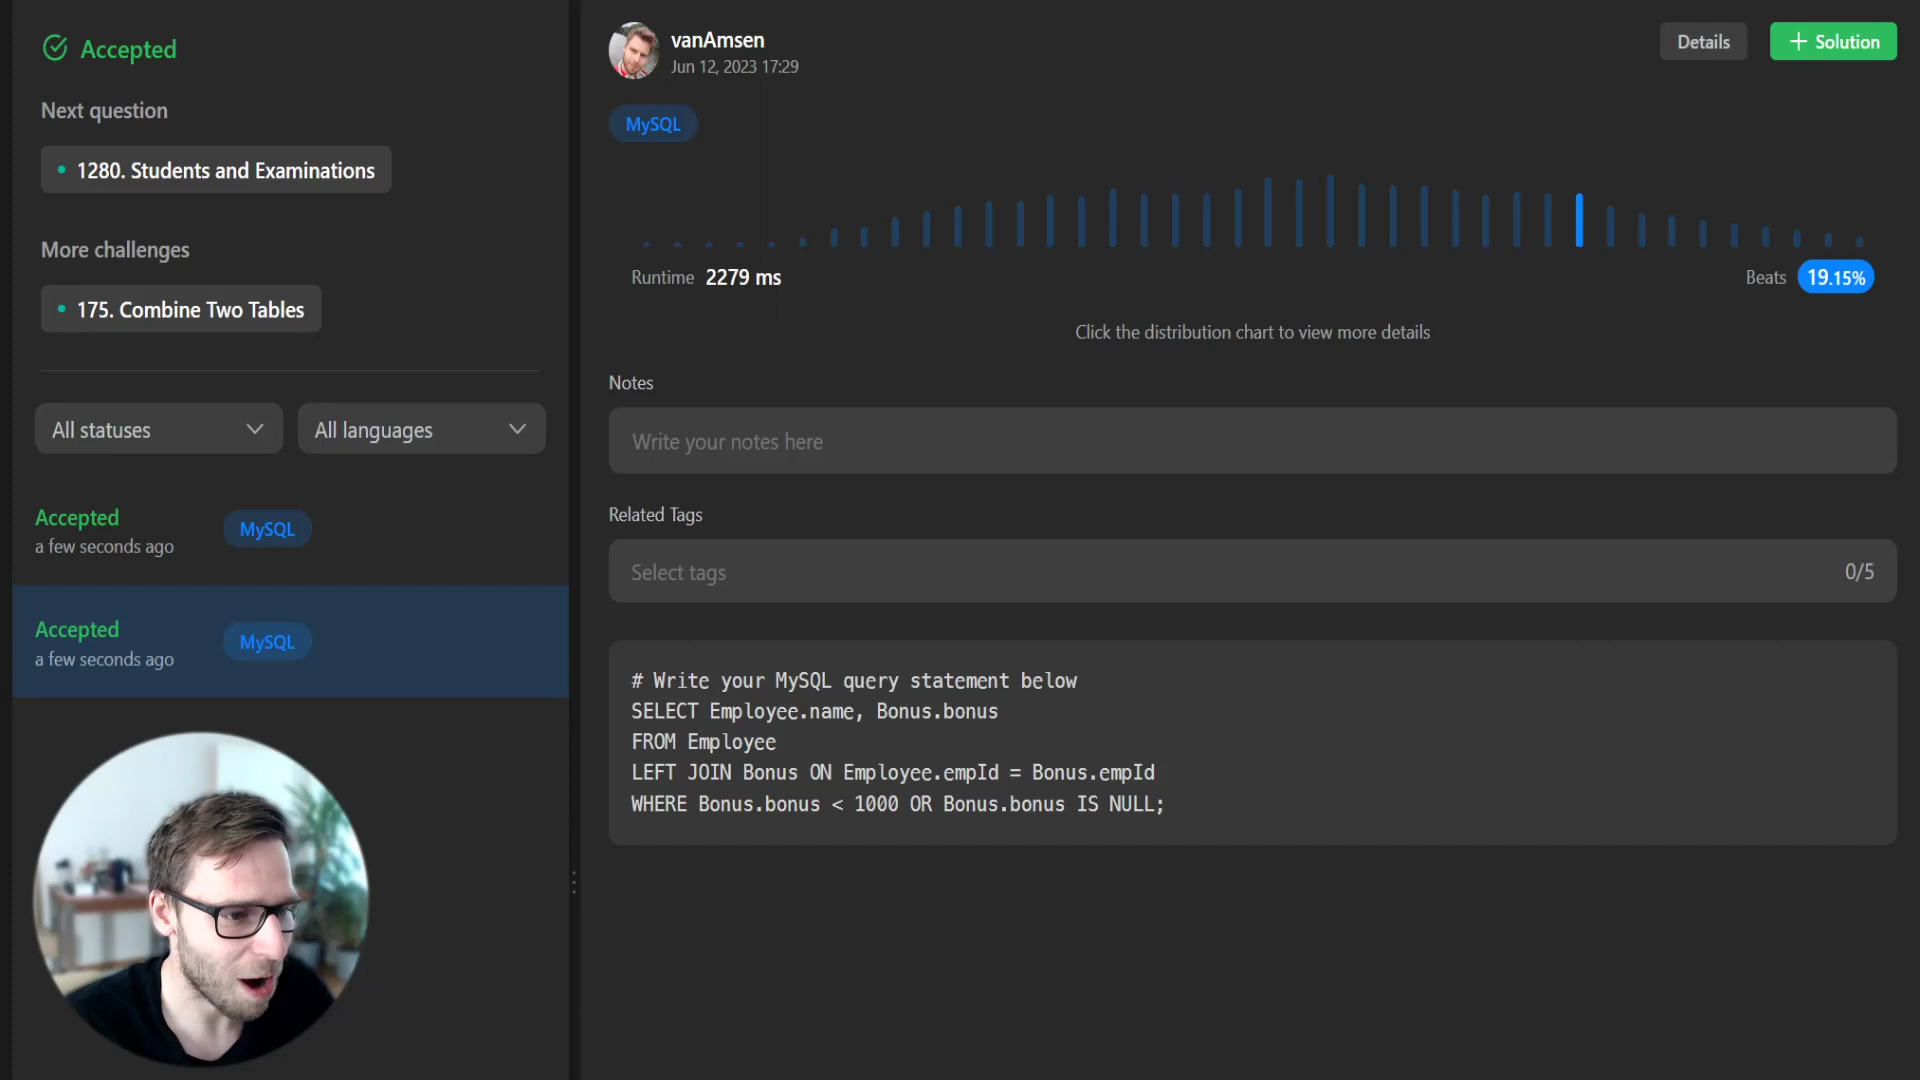 Accepted
Next question
1280. Students and Examinations
More challenges
175. Combine Two Tables
All statuses
All languages
Accepted
a few seconds ago
MySQL
Accepted
a few seconds ago
MySQL
vanAmsen
Jun 12, 2023 17:29
Details
Solution
MySQL
Runtime 2279 ms
Beats 19.15%
Click the distribution chart to view more details
Notes
Write your notes here
Related Tags
Select tags
0/5
# Write your MySQL query statement below
SELECT Employee.name, Bonus.bonus
FROM Employee
LEFT JOIN Bonus ON Employee.empId = Bonus.empId
WHERE Bonus.bonus < 1000 OR Bonus.bonus IS NULL;